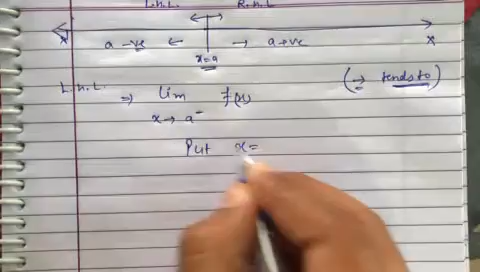 L.H.L. R.H.L.
a -ve ← → a +ve
x x=a x
(→ tends to)
L.H.L.
⇒ lim f(x)
x → a⁻
Put x=